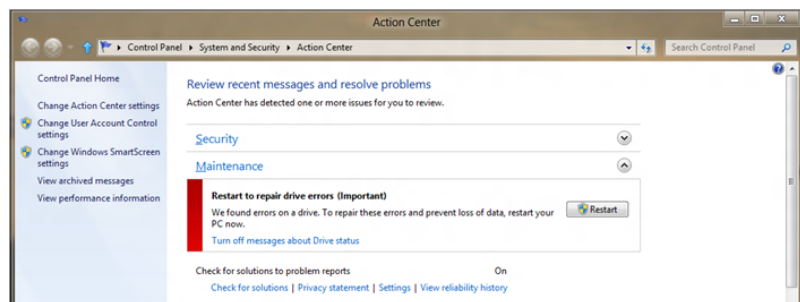 Action Center
Control Panel ▸ System and Security ▸ Action Center
Search Control Panel
Control Panel Home
Change Action Center settings
Change User Account Control
settings
Change Windows SmartScreen
settings
View archived messages
View performance information
Review recent messages and resolve problems
Action Center has detected one or more issues for you to review.
Security
Maintenance
Restart to repair drive errors (Important)
We found errors on a drive. To repair these errors and prevent loss of data, restart your
PC now.
Restart
Turn off messages about Drive status
Check for solutions to problem reports On
Check for solutions | Privacy statement | Settings | View reliability history